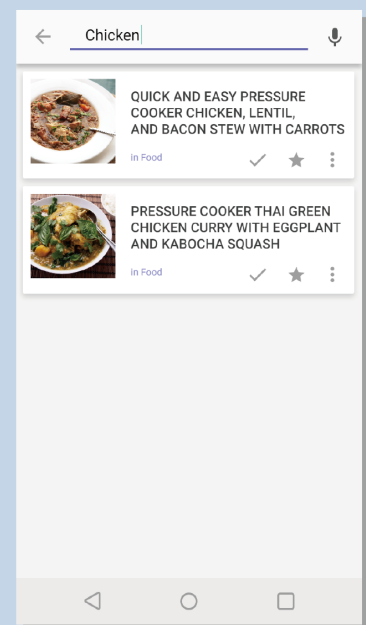 Chicken
QUICK AND EASY PRESSURE
COOKER CHICKEN, LENTIL,
AND BACON STEW WITH CARROTS
in Food
PRESSURE COOKER THAI GREEN
CHICKEN CURRY WITH EGGPLANT
AND KABOCHA SQUASH
in Food